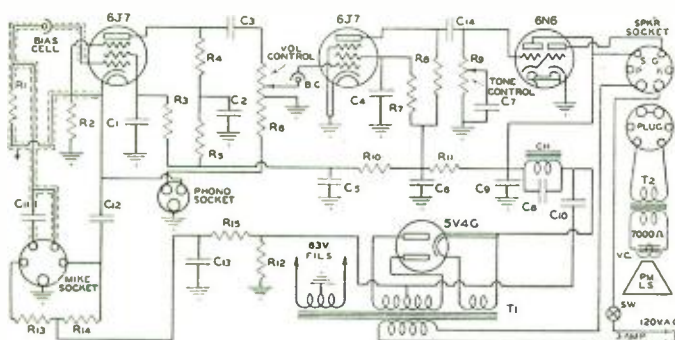 6J7
6J7
6N6
BIAS CELL
C3
C14
SPKR SOCKET
VOL CONTROL
R1
R4
R8
R9
S.G
P
BC
TONE CONTROL
R2
C1
R3
C2
C4
R7
C7
PLUG
R6
R5
R10
R11
CH
T2
C5
C6
C9
C8
C10
PHONO SOCKET
C11
C12
5V4G
7000Ω
R15
V.C.
63V FILS
C13
R12
PM LS
MIKE SOCKET
T1
SW
R13
R14
120VAC